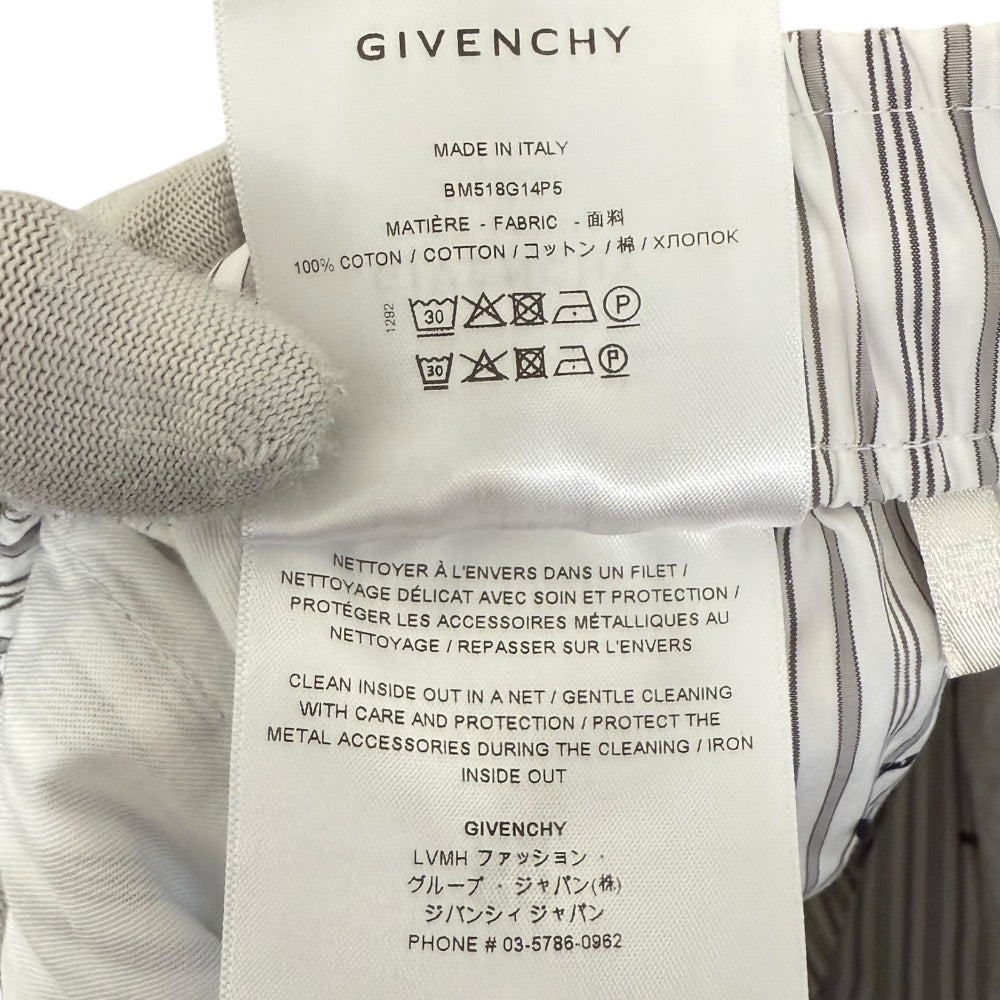 GIVENCHY
MADE IN ITALY
BM518G14P5
MATIÈRE - FABRIC - 面料
100% COTON / COTTON / コットン / 棉 / ХЛОПОК
1292
30 P
30 P
NETTOYER À L'ENVERS DANS UN FILET /
NETTOYAGE DÉLICAT AVEC SOIN ET PROTECTION /
PROTÉGER LES ACCESSOIRES MÉTALLIQUES AU
NETTOYAGE / REPASSER SUR L'ENVERS
CLEAN INSIDE OUT IN A NET / GENTLE CLEANING
WITH CARE AND PROTECTION / PROTECT THE
METAL ACCESSORIES DURING THE CLEANING / IRON
INSIDE OUT
GIVENCHY
LVMH ファッション ·
グループ · ジャパン(株)
ジバンシィ ジャパン
PHONE # 03-5786-0962